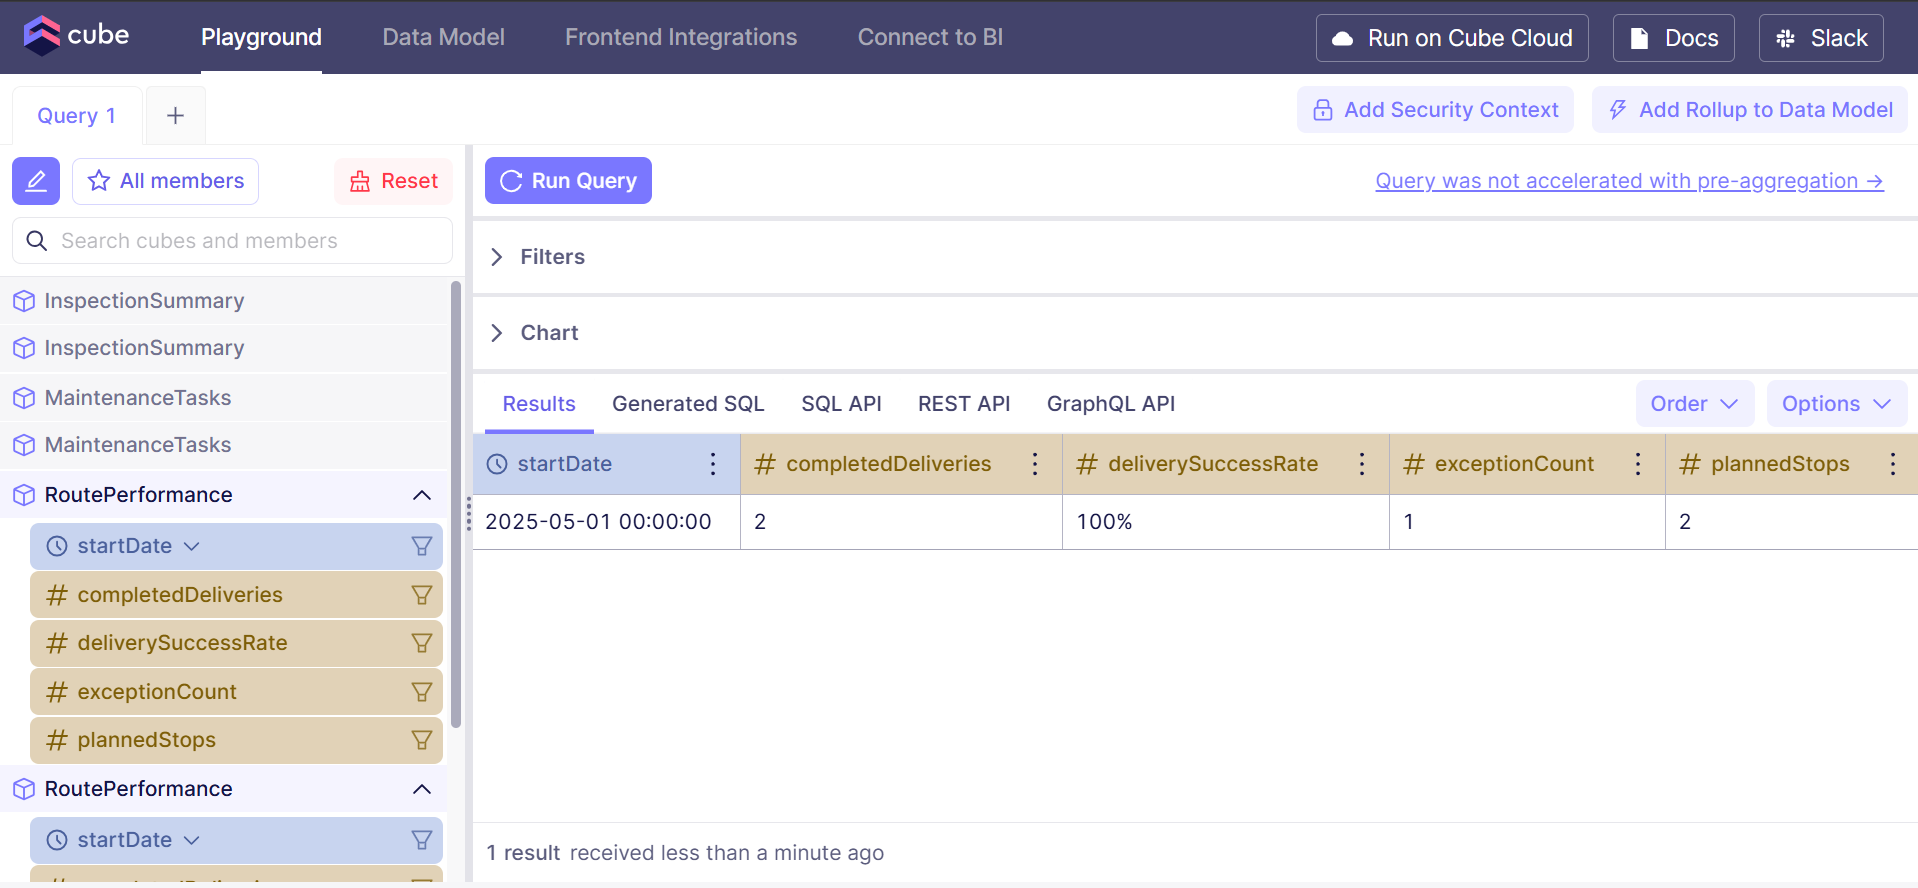 cube Playground Data Model Frontend Integrations Connect to BI Run on Cube Cloud Docs Slack
Query 1 + Add Security Context Add Rollup to Data Model
All members Reset
Search cubes and members
InspectionSummary
InspectionSummary
MaintenanceTasks
MaintenanceTasks
RoutePerformance
startDate
# completedDeliveries
# deliverySuccessRate
# exceptionCount
# plannedStops
RoutePerformance
startDate
Run Query Query was not accelerated with pre-aggregation →
Filters
Chart
Results Generated SQL SQL API REST API GraphQL API Order Options
startDate # completedDeliveries # deliverySuccessRate # exceptionCount # plannedStops
2025-05-01 00:00:00 2 100% 1 2
1 result received less than a minute ago